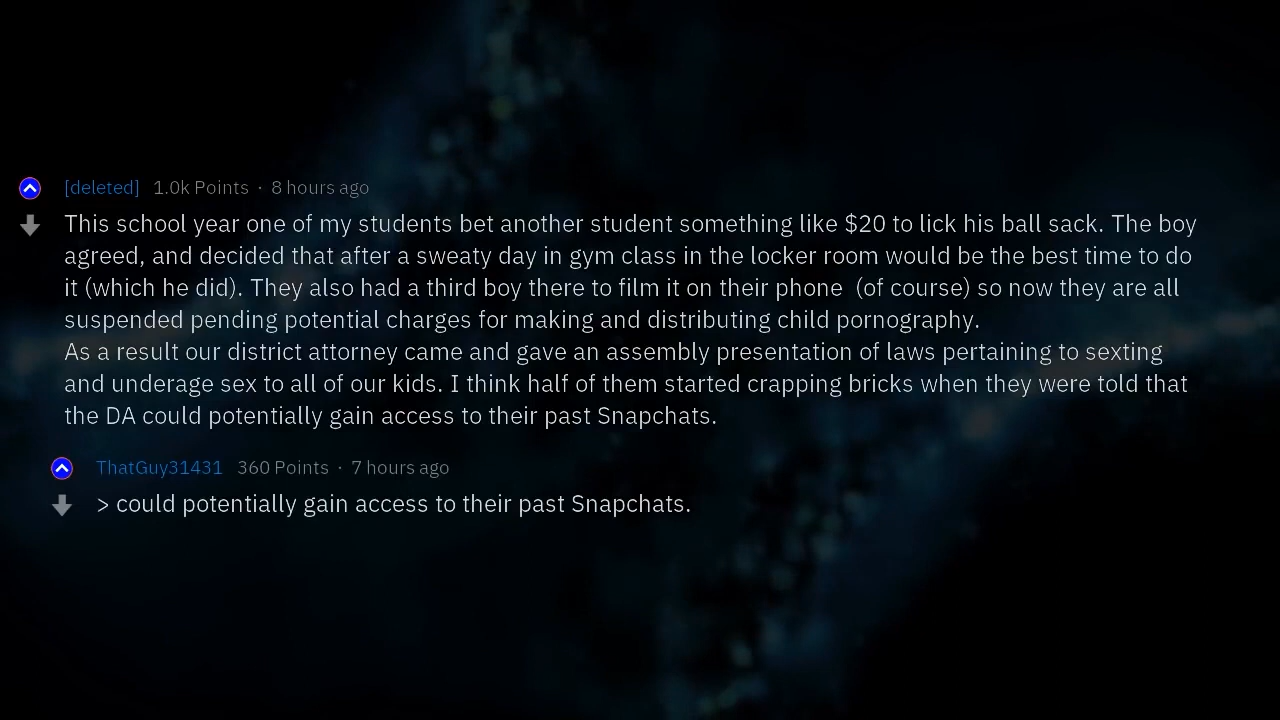 [deleted] 1.0k Points · 8 hours ago
This school year one of my students bet another student something like $20 to lick his ball sack. The boy
agreed, and decided that after a sweaty day in gym class in the locker room would be the best time to do
it (which he did). They also had a third boy there to film it on their phone  (of course) so now they are all
suspended pending potential charges for making and distributing child pornography.
As a result our district attorney came and gave an assembly presentation of laws pertaining to sexting
and underage sex to all of our kids. I think half of them started crapping bricks when they were told that
the DA could potentially gain access to their past Snapchats.
ThatGuy31431 360 Points · 7 hours ago
> could potentially gain access to their past Snapchats.